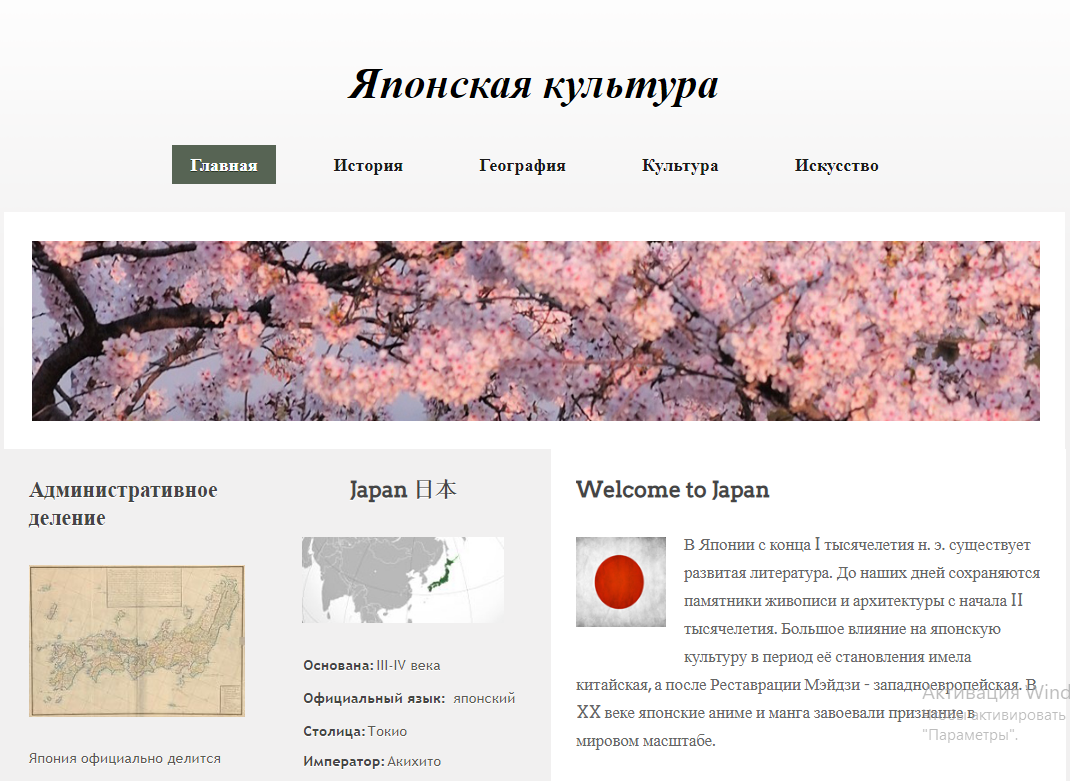 Японская культура
Главная
История
География
Культура
Искусство
Административное
деление
Япония официально делится
Japan 日本
Основана: III-IV века
Официальный язык: японский
Столица: Токио
Император: Акихито
Welcome to Japan
В Японии с конца I тысячелетия н. э. существует
развитая литература. До наших дней сохраняются
памятники живописи и архитектуры с начала II
тысячелетия. Большое влияние на японскую
культуру в период её становления имела
китайская, а после Реставрации Мэйдзи - западноевропейская. В
XX веке японские аниме и манга завоевали признание в
мировом масштабе.
Активация Wind
активировать
"Параметры".